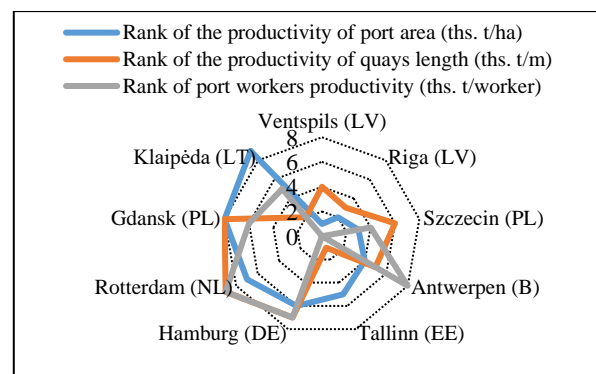 Rank of the productivity of port area (ths. t/ha)
Rank of the productivity of quays length (ths. t/m)
Rank of port workers productivity (ths. t/worker)
Ventspils (LV)
8
Klaipėda (LT)
Riga (LV)
6
4
Gdansk (PL)
2
Szczecin (PL)
0
Rotterdam (NL)
Antwerpen (B)
Hamburg (DE)
Tallinn (EE)